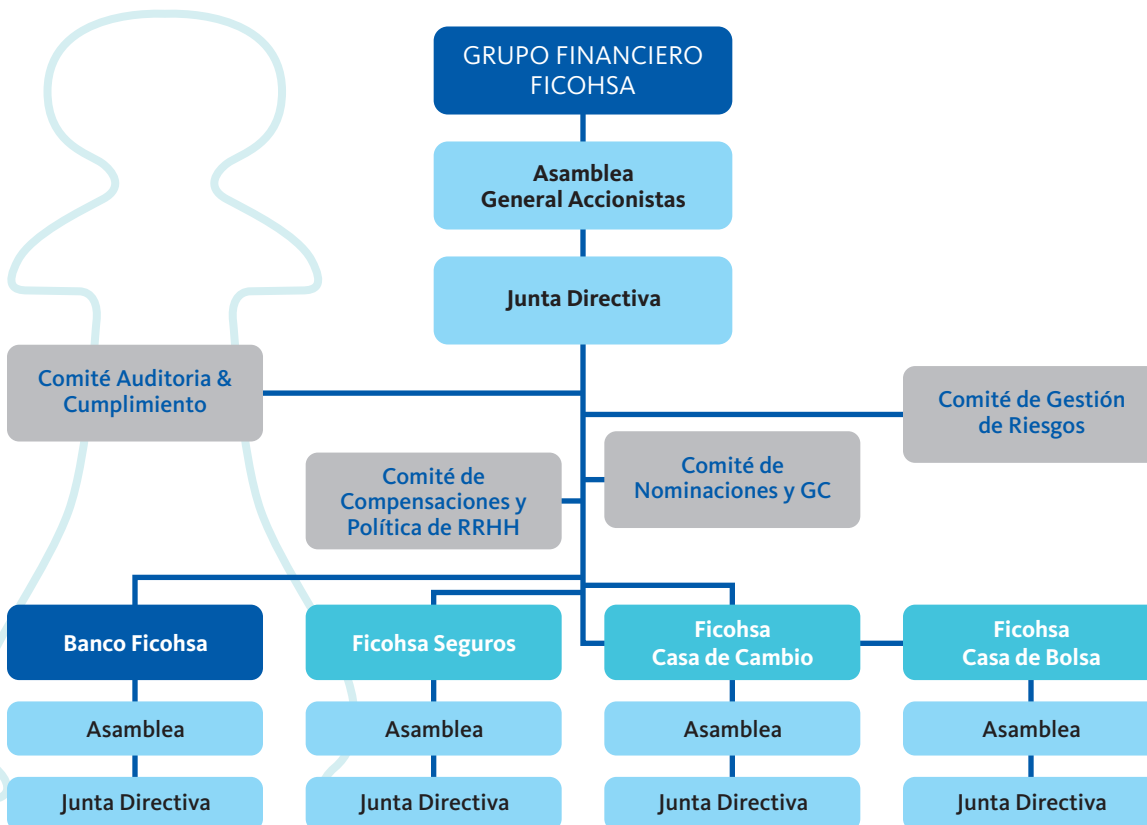 GRUPO FINANCIERO
FICOHSA
Asamblea
General Accionistas
Junta Directiva
Comité Auditoria &
Cumplimiento
Comité de Gestión
de Riesgos
Comité de
Compensaciones y
Política de RRHH
Comité de
Nominaciones y GC
Banco Ficohsa
Ficohsa Seguros
Ficohsa
Casa de Cambio
Ficohsa
Casa de Bolsa
Asamblea
Asamblea
Asamblea
Asamblea
Junta Directiva
Junta Directiva
Junta Directiva
Junta Directiva